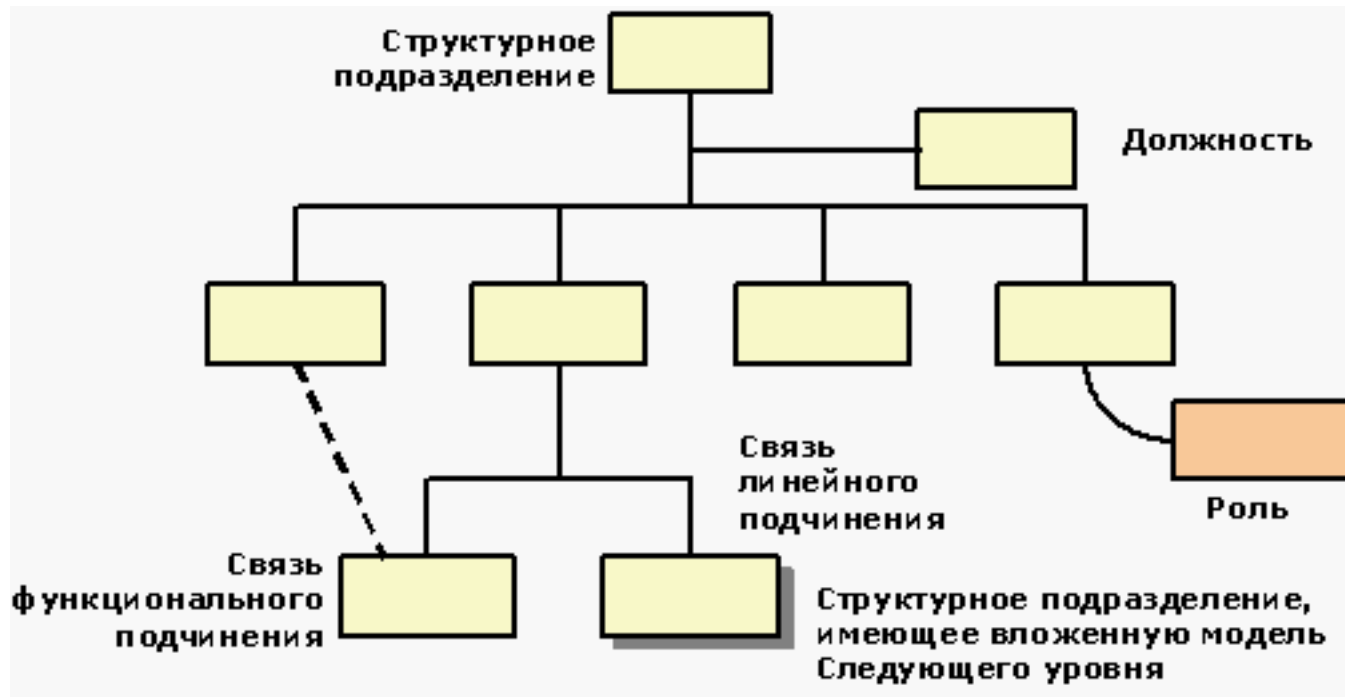 Структурное
подразделение
Должность
Связь
линейного
подчинения
Роль
Связь
функционального
подчинения
Структурное подразделение,
имеющее вложенную модель
Следующего уровня